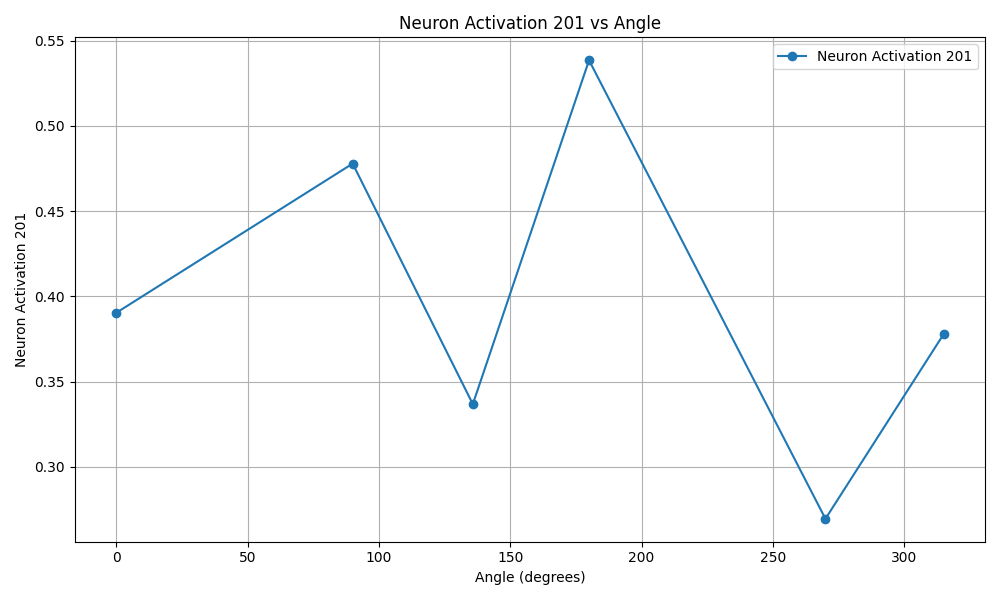 Neuron Activation 201 vs Angle
Neuron Activation 201
0.55
0.50
0.45
0.40
0.35
0.30
Neuron Activation 201
0 50 100 150 200 250 300
Angle (degrees)